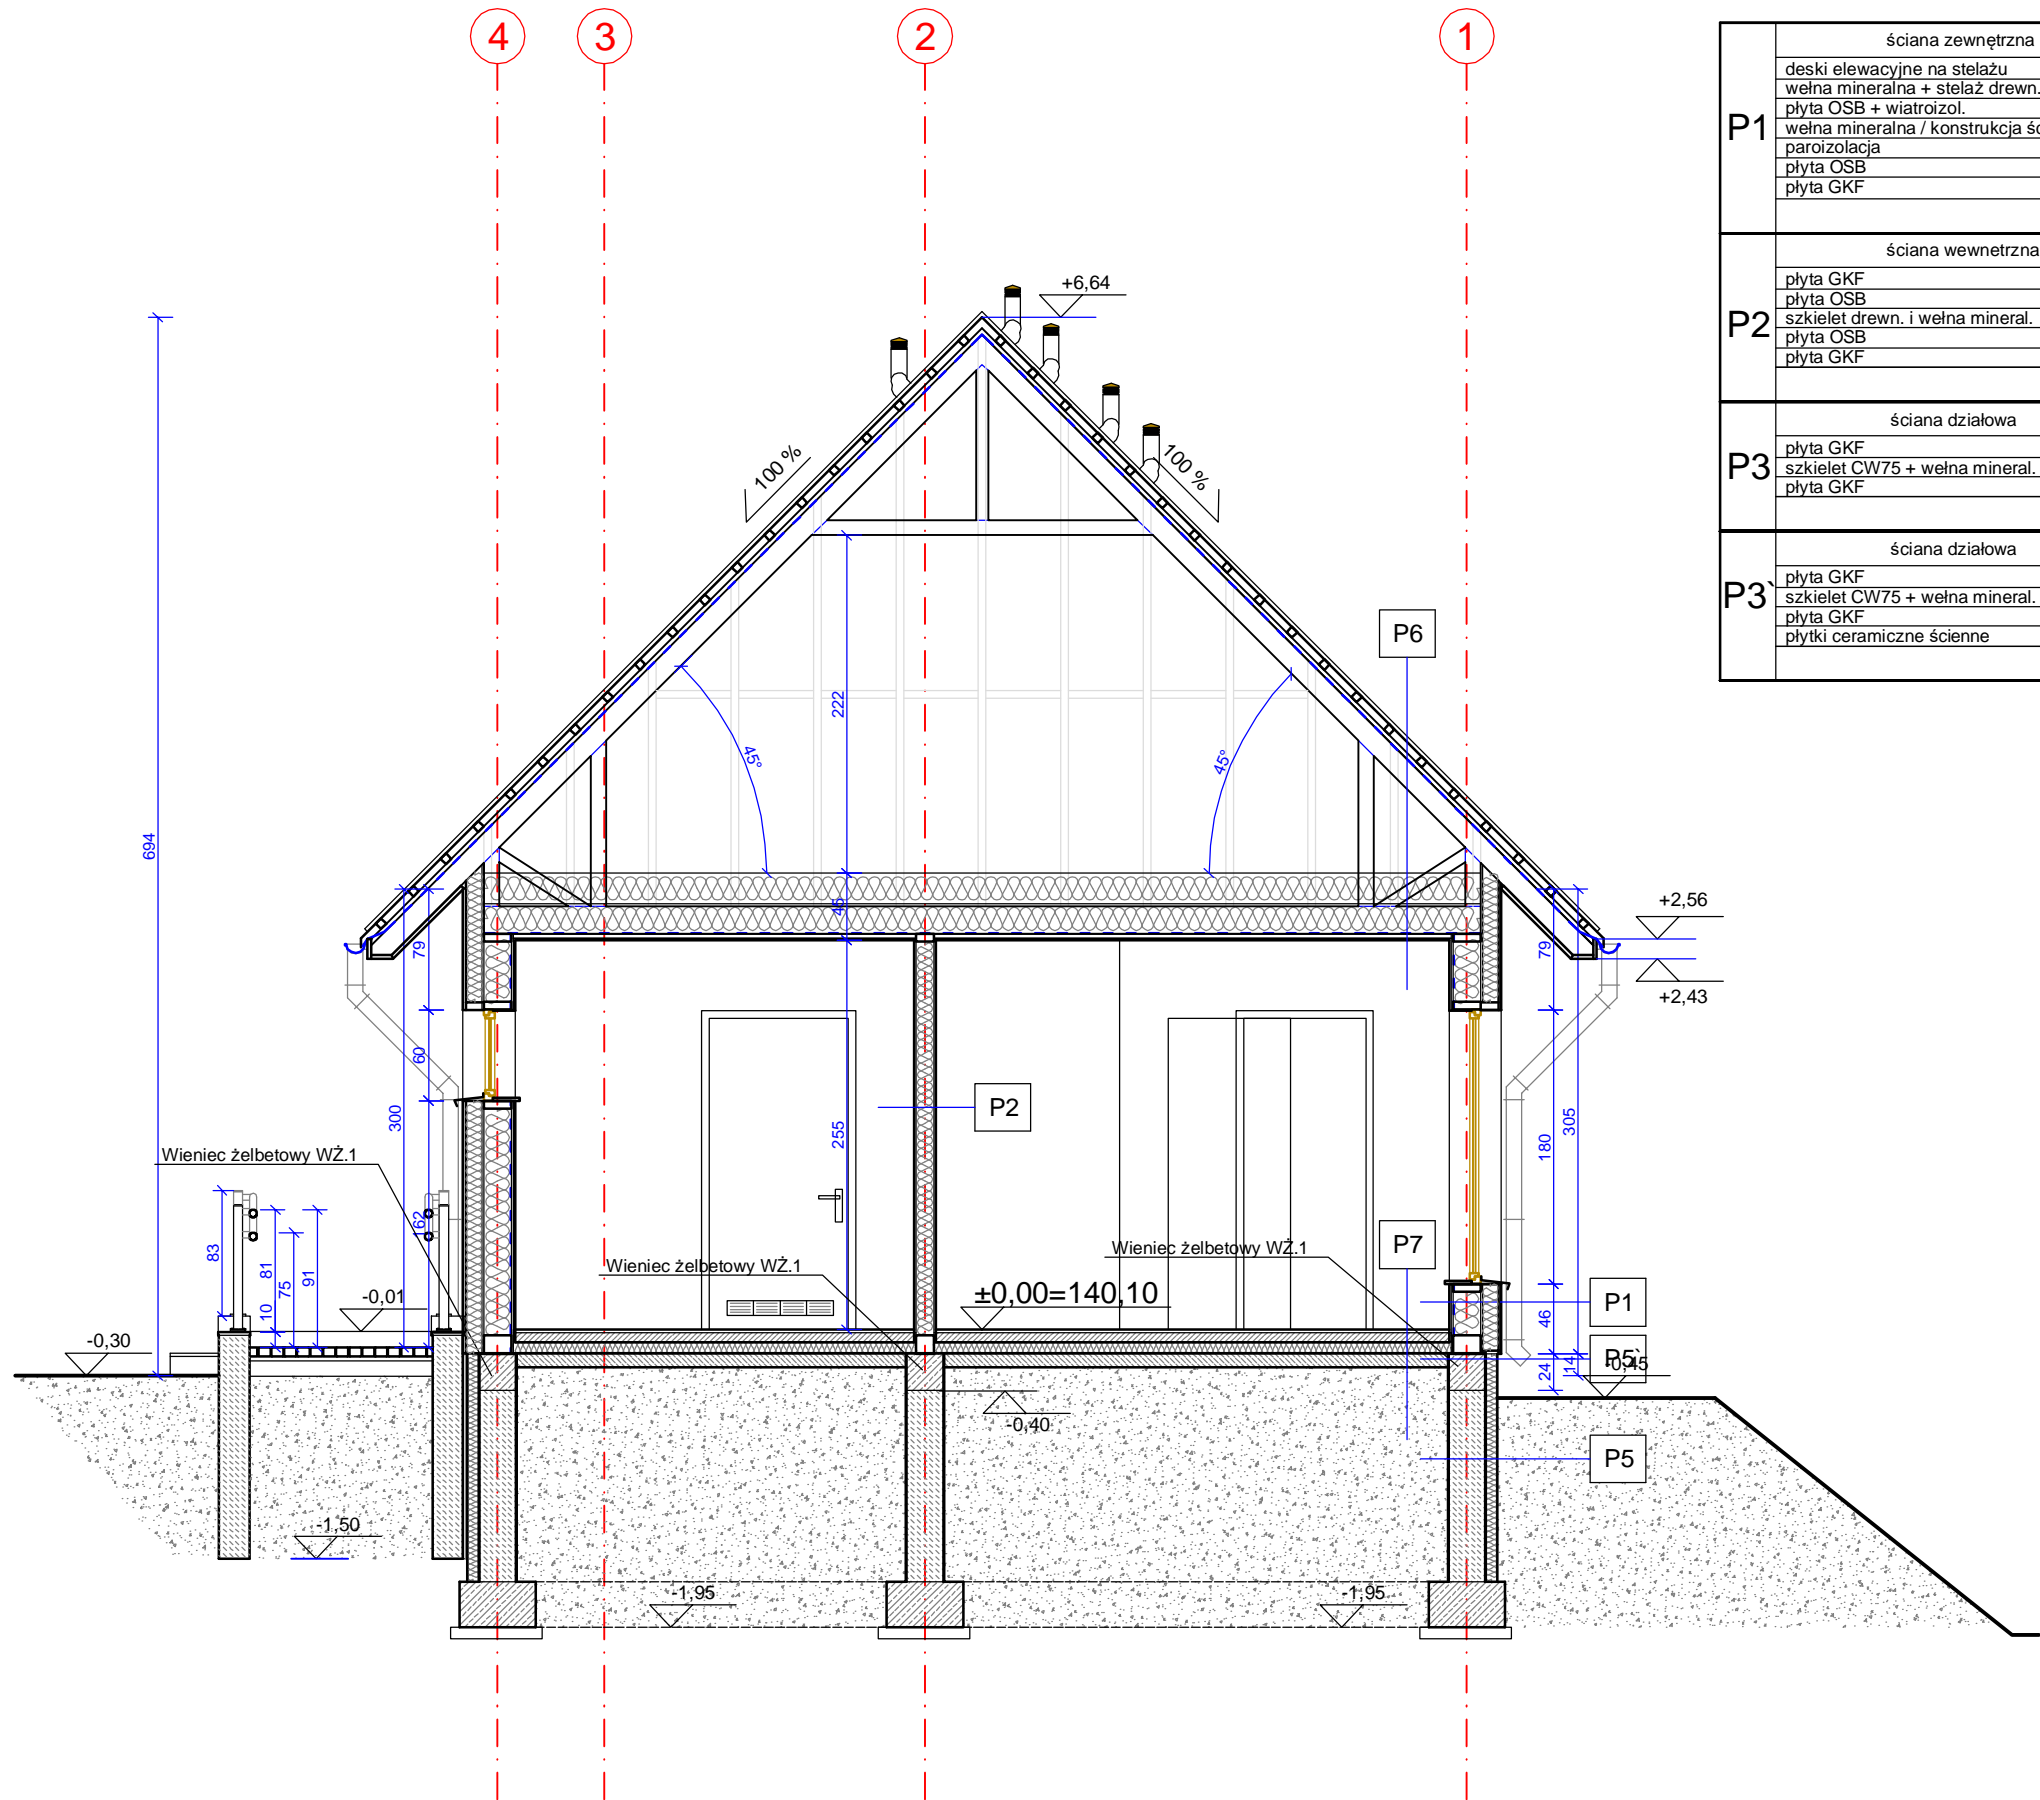 4
3
2
1
ściana zewnętrzna
deski elewacyjne na stelażu
wełna mineralna + stelaż drewn.
płyta OSB + wiatroizol.
P1
wełna mineralna / konstrukcja śc
paroizolacja
płyta OSB
płyta GKF
ściana wewnetrzna
płyta GKF
płyta OSB
P2
szkielet drewn. i wełna mineral.
płyta OSB
płyta GKF
ściana działowa
płyta GKF
P3
szkielet CW75 + wełna mineral.
płyta GKF
ściana działowa
płyta GKF
P3`
szkielet CW75 + wełna mineral.
płyta GKF
płytki ceramiczne ścienne
+6,64
100 %
100 %
P6
222
45°
45°
694
45
79
79
+2,56
+2,43
60
300
255
P2
180
305
Wieniec żelbetowy WŻ.1
62
83
81
75
91
10
Wieniec żelbetowy WŻ.1
Wieniec żelbetowy WŻ.1
P7
±0,00=140,10
P1
46
-0,01
-0,30
P5`
-0,45
24
14
-0,40
P5
-1,50
-1,95
-1,95